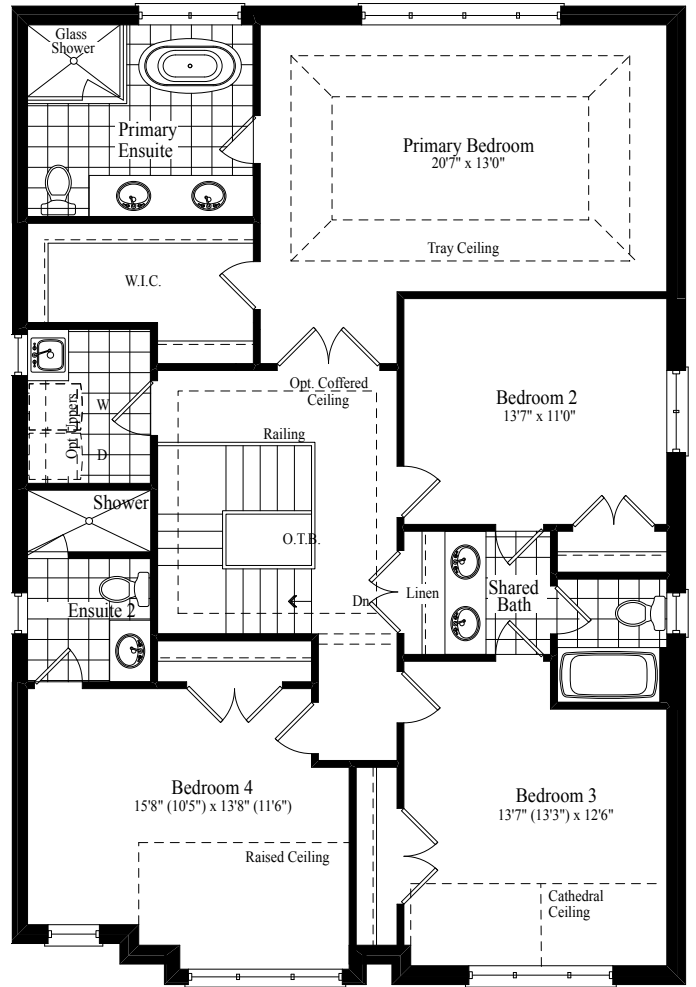 Glass
Shower
Primary
Ensuite
Primary Bedroom
20'7" x 13'0"
Tray Ceiling
W.I.C.
Opt. Coffered
Ceiling
Bedroom 2
13'7" x 11'0"
Opt Uppers
W
D
Railing
Shower
O.T.B.
Ensuite 2
Dn
Linen
Shared
Bath
Bedroom 4
15'8" (10'5") x 13'8" (11'6")
Raised Ceiling
Bedroom 3
13'7" (13'3") x 12'6"
Cathedral
Ceiling